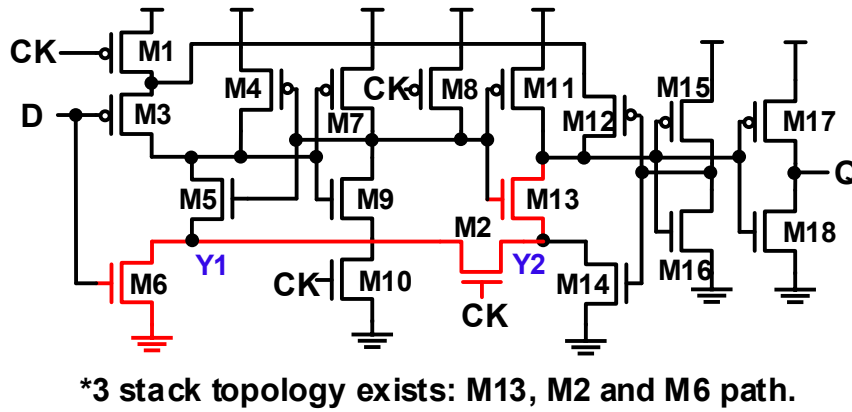 CK M1 M4 M8 M11 M15
CK M12 M17
D M3 M7 Q
M5 M9 M13
M2 M16 M18
Y1 Y2
M6 CK M10 M14
CK
*3 stack topology exists: M13, M2 and M6 path.